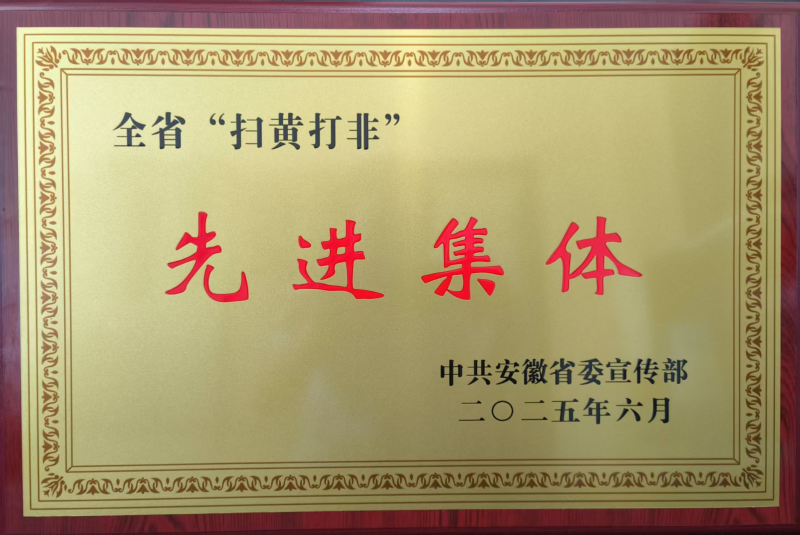 全省“扫黄打非”
先进集体
中共安徽省委宣传部
二〇二五年六月